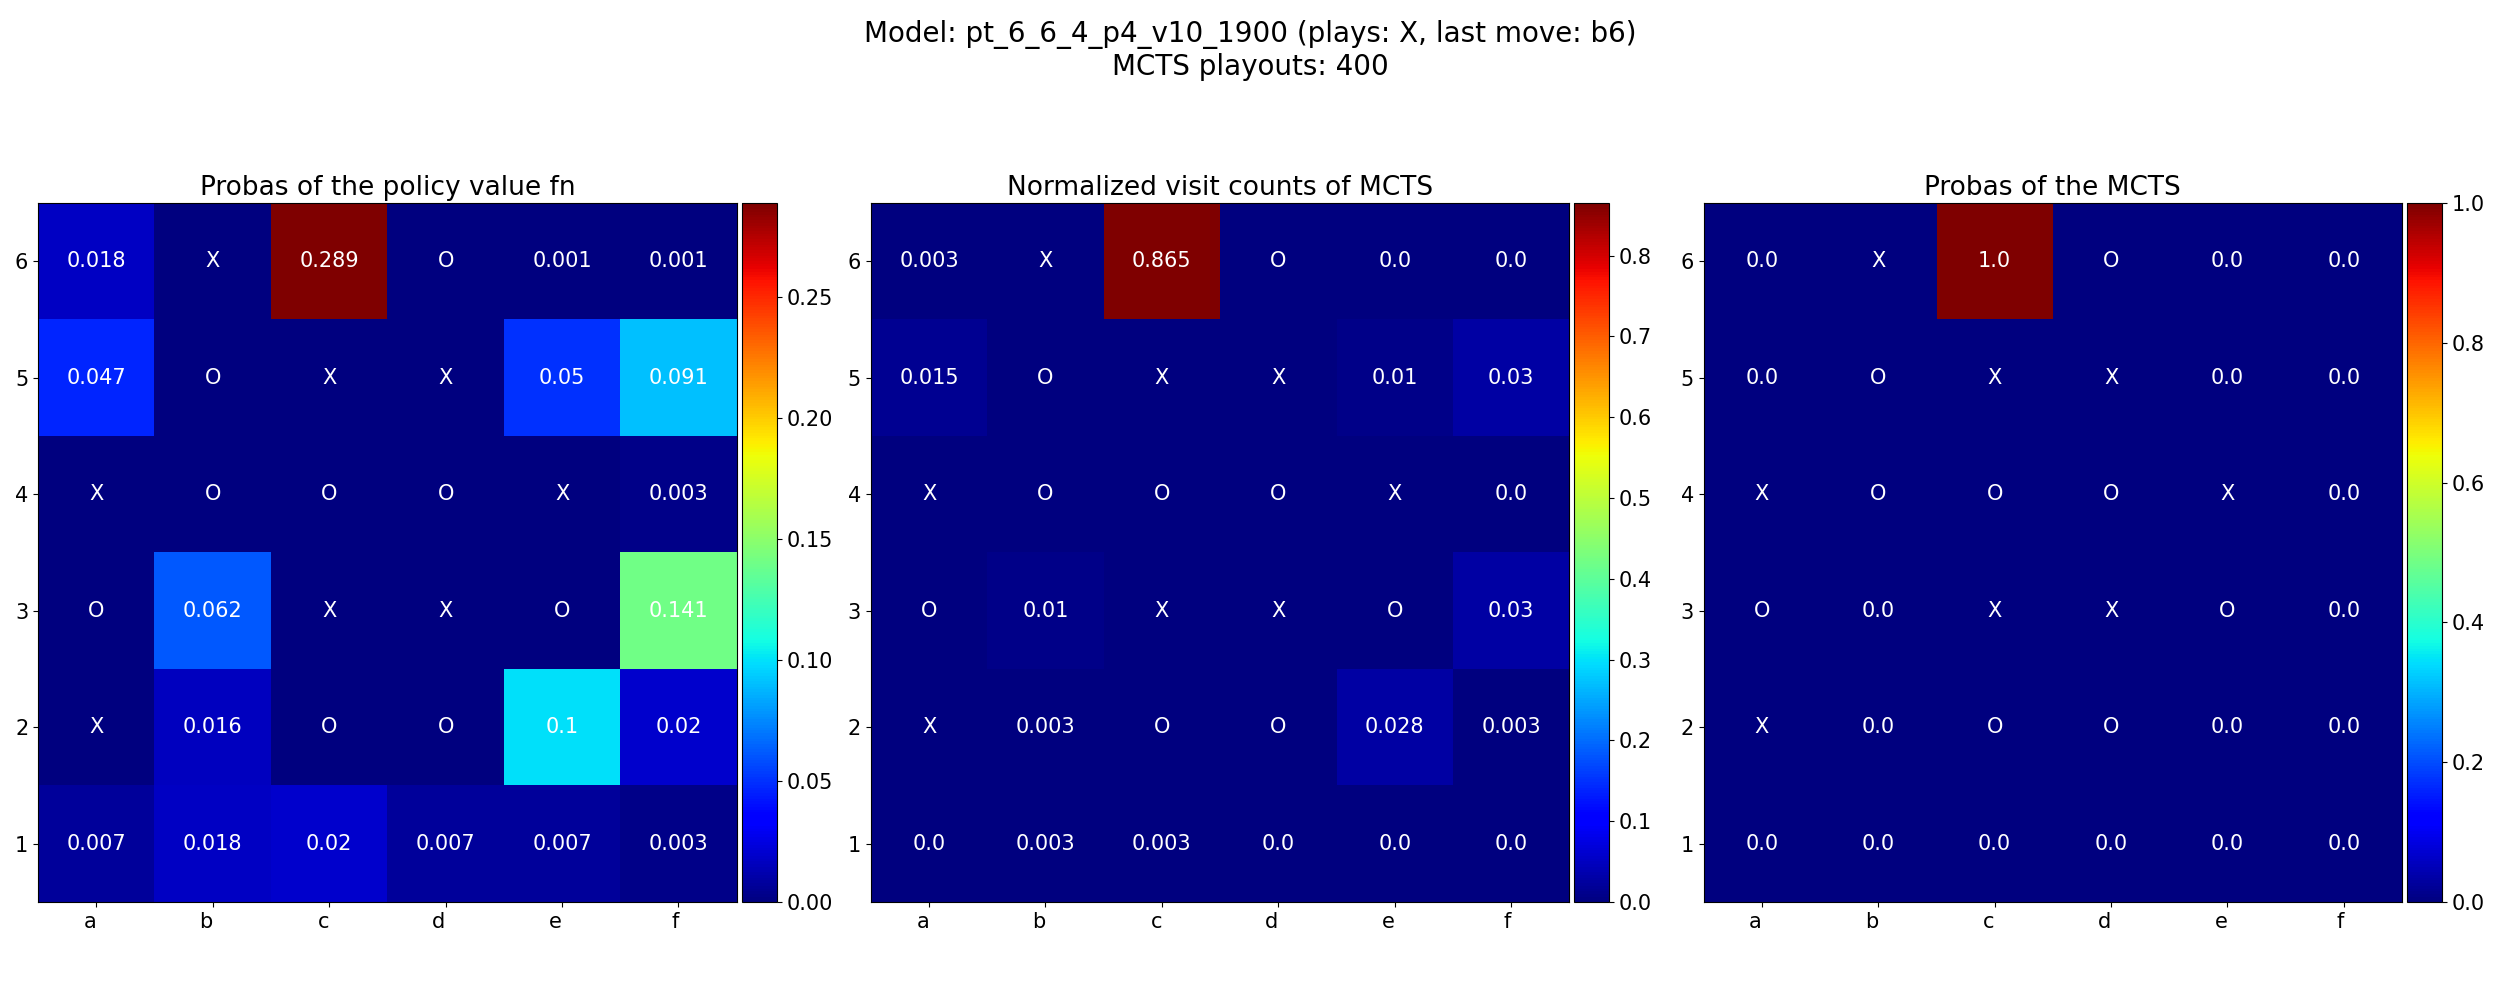 Model: pt_6_6_4_p4_v10_1900 (plays: X, last move: b6)
MCTS playouts: 400
Probas of the policy value fn
6 0.018 X 0.289 O 0.001 0.001
5 0.047 O X X 0.05 0.091
4 X O O O X 0.003
3 O 0.062 X X O 0.141
2 X 0.016 O O 0.1 0.02
1 0.007 0.018 0.02 0.007 0.007 0.003
a b c d e f
0.25
0.20
0.15
0.10
0.05
0.00
Normalized visit counts of MCTS
6 0.003 X 0.865 O 0.0 0.0
5 0.015 O X X 0.01 0.03
4 X O O O X 0.0
3 O 0.01 X X O 0.03
2 X 0.003 O O 0.028 0.003
1 0.0 0.003 0.003 0.0 0.0 0.0
a b c d e f
0.8
0.7
0.6
0.5
0.4
0.3
0.2
0.1
0.0
Probas of the MCTS
6 0.0 X 1.0 O 0.0 0.0
5 0.0 O X X 0.0 0.0
4 X O O O X 0.0
3 O 0.0 X X O 0.0
2 X 0.0 O O 0.0 0.0
1 0.0 0.0 0.0 0.0 0.0 0.0
a b c d e f
1.0
0.8
0.6
0.4
0.2
0.0